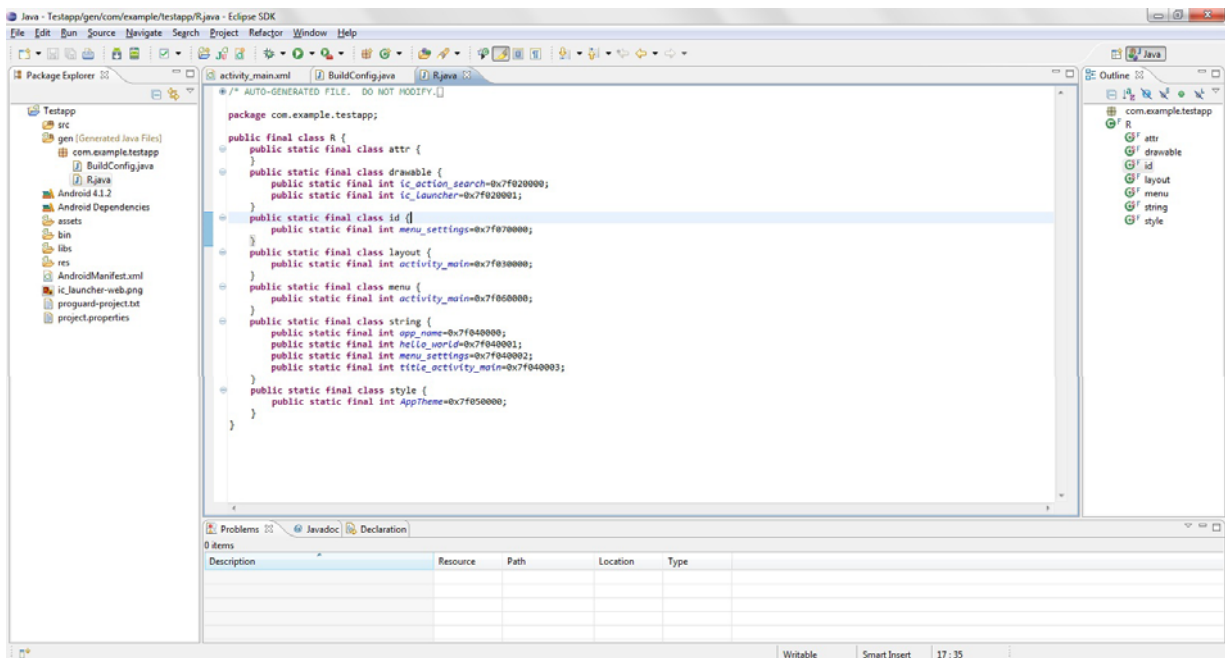 Java - Testapp/gen/com/example/testapp/R.java - Eclipse SDK
File Edit Run Source Navigate Search Project Refactor Window Help
Java
Package Explorer
Testapp
src
gen [Generated Java Files]
com.example.testapp
BuildConfig.java
R.java
Android 4.1.2
Android Dependencies
assets
bin
libs
res
AndroidManifest.xml
ic_launcher-web.png
proguard-project.txt
project.properties
activity_main.xml BuildConfig.java R.java
/* AUTO-GENERATED FILE. DO NOT MODIFY.
package com.example.testapp;
public final class R {
public static final class attr {
}
public static final class drawable {
public static final int ic_action_search=0x7f020000;
public static final int ic_launcher=0x7f020001;
}
public static final class id {
public static final int menu_settings=0x7f070000;
}
public static final class layout {
public static final int activity_main=0x7f030000;
}
public static final class menu {
public static final int activity_main=0x7f060000;
}
public static final class string {
public static final int app_name=0x7f040000;
public static final int hello_world=0x7f040001;
public static final int menu_settings=0x7f040002;
public static final int title_activity_main=0x7f040003;
}
public static final class style {
public static final int AppTheme=0x7f050000;
}
}
Outline
com.example.testapp
R
attr
drawable
id
layout
menu
string
style
Problems Javadoc Declaration
0 items
Description Resource Path Location Type
Writable Smart Insert 17 : 35